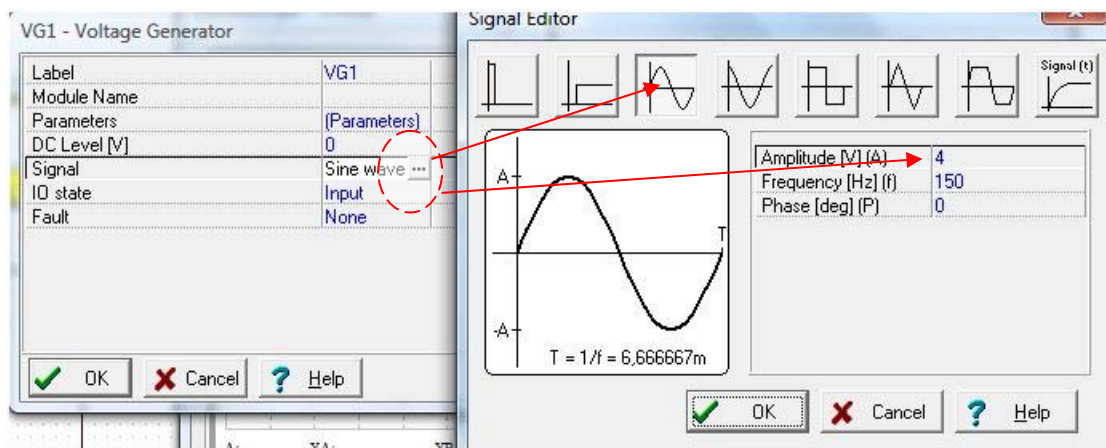 VG1 - Voltage Generator
Label VG1
Module Name
Parameters (Parameters)
DC Level [V] 0
Signal Sine wave ...
IO state Input
Fault None
OK Cancel ? Help
Signal Editor
Signal (t)
A
T
-A
T = 1/f = 6,666667m
Amplitude [V] (A) 4
Frequency [Hz] (f) 150
Phase [deg] (P) 0
OK Cancel ? Help